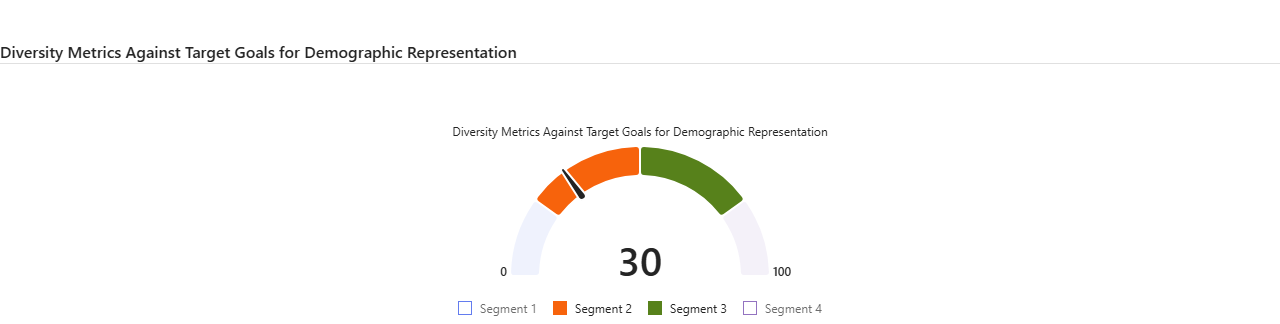 Diversity Metrics Against Target Goals for Demographic Representation
Diversity Metrics Against Target Goals for Demographic Representation
30
0
100
Segment 1
Segment 2
Segment 3
Segment 4